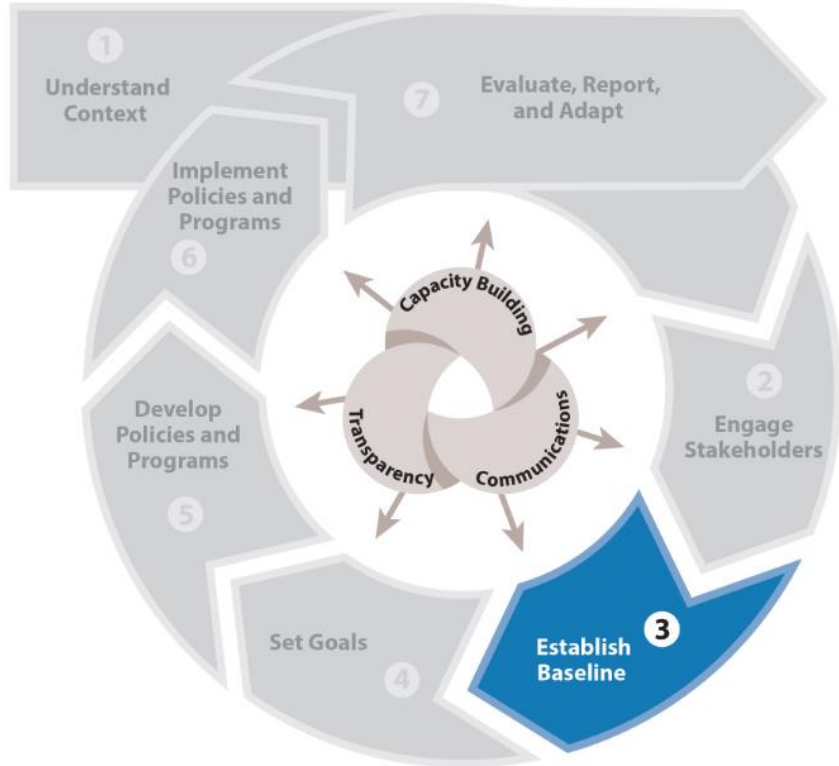 1
Understand
Context
7
Evaluate, Report,
and Adapt
Implement
Policies and
Programs
6
Capacity Building
Transparency
Communications
2
Engage
Stakeholders
Develop
Policies and
Programs
5
3
Establish
Baseline
Set Goals
4